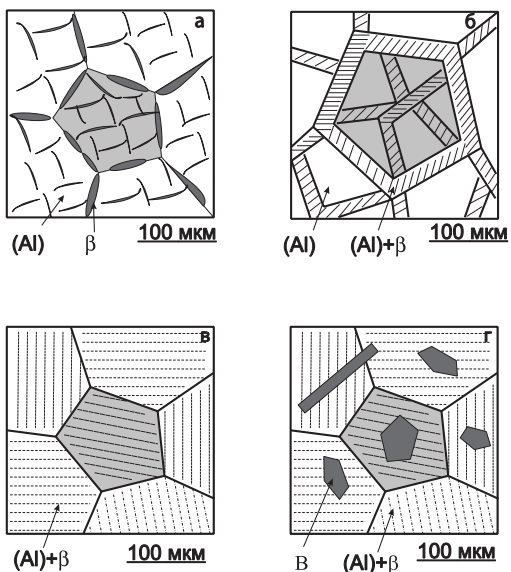 а
(Al) β 100 мкм
б
(Al) (Al)+β 100 мкм
в
(Al)+β 100 мкм
г
В (Al)+β 100 мкм